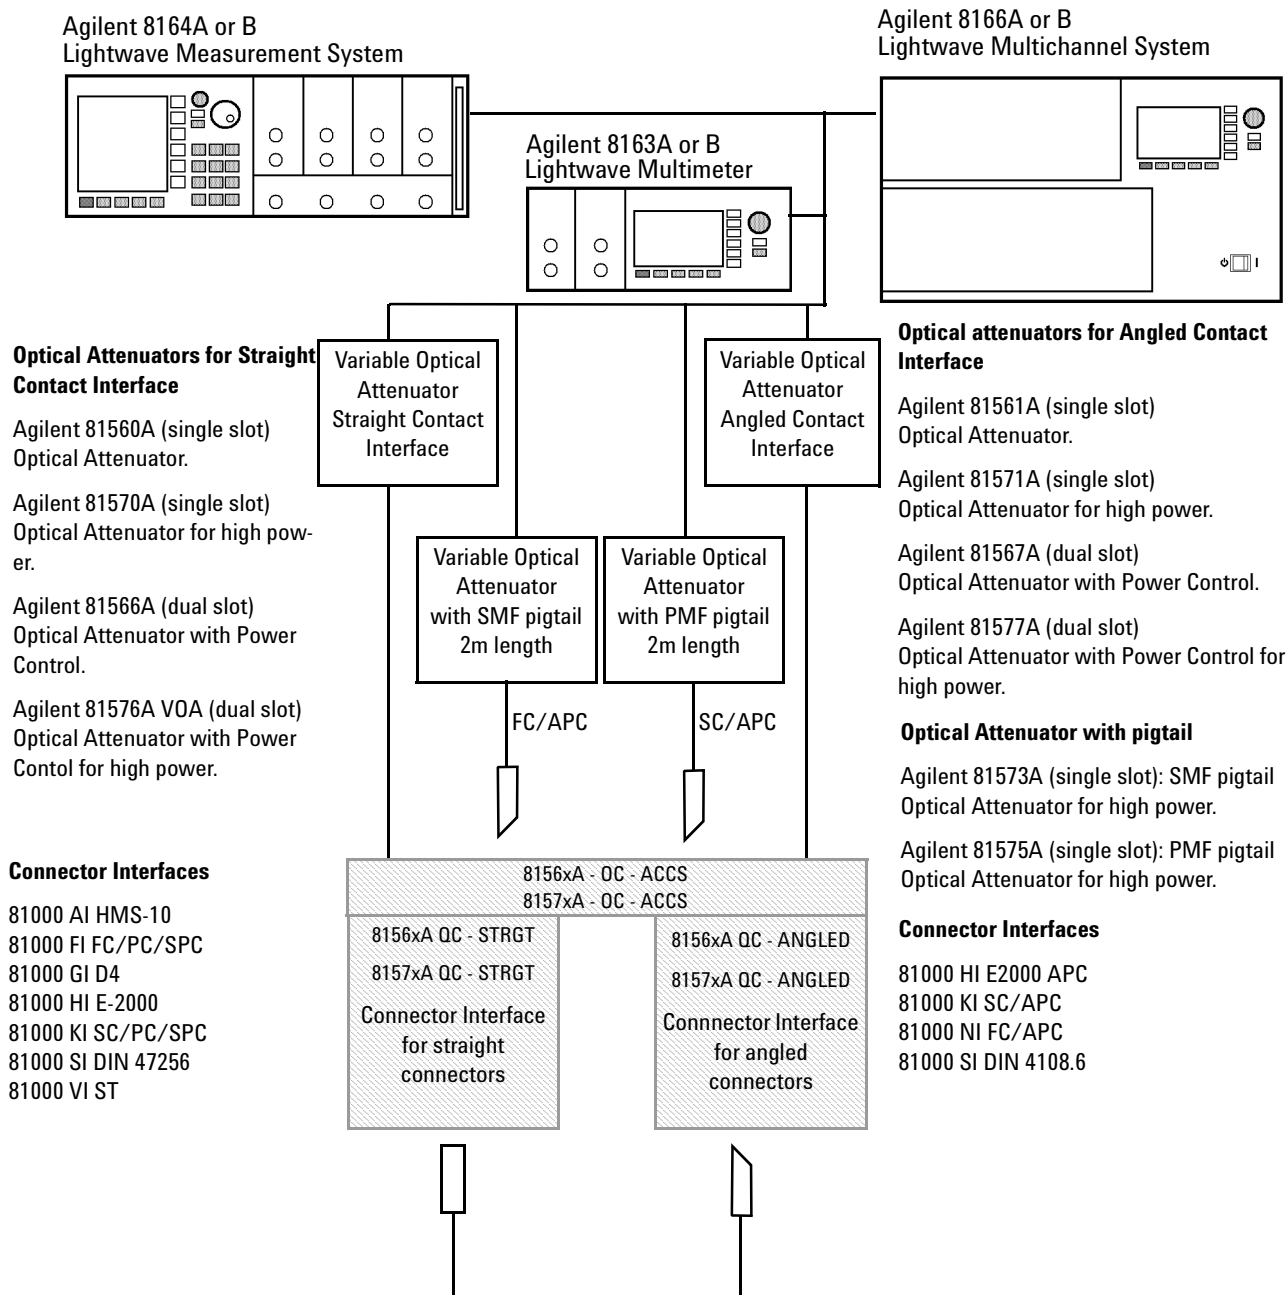 Agilent 8164A or B
Lightwave Measurement System
Agilent 8166A or B
Lightwave Multichannel System
Agilent 8163A or B
Lightwave Multimeter
Optical Attenuators for Straight
Contact Interface
Agilent 81560A (single slot)
Optical Attenuator.
Agilent 81570A (single slot)
Optical Attenuator for high pow-
er.
Agilent 81566A (dual slot)
Optical Attenuator with Power
Control.
Agilent 81576A VOA (dual slot)
Optical Attenuator with Power
Contol for high power.
Connector Interfaces
81000 AI HMS-10
81000 FI FC/PC/SPC
81000 GI D4
81000 HI E-2000
81000 KI SC/PC/SPC
81000 SI DIN 47256
81000 VI ST
Variable Optical
Attenuator
Straight Contact
Interface
Variable Optical
Attenuator
Angled Contact
Interface
Variable Optical
Attenuator
with SMF pigtail
2m length
Variable Optical
Attenuator
with PMF pigtail
2m length
FC/APC
SC/APC
8156xA - OC - ACCS
8157xA - OC - ACCS
8156xA QC - STRGT
8157xA QC - STRGT
Connector Interface
for straight
connectors
8156xA QC - ANGLED
8157xA QC - ANGLED
Connnector Interface
for angled
connectors
Optical attenuators for Angled Contact
Interface
Agilent 81561A (single slot)
Optical Attenuator.
Agilent 81571A (single slot)
Optical Attenuator for high power.
Agilent 81567A (dual slot)
Optical Attenuator with Power Control.
Agilent 81577A (dual slot)
Optical Attenuator with Power Control for
high power.
Optical Attenuator with pigtail
Agilent 81573A (single slot): SMF pigtail
Optical Attenuator for high power.
Agilent 81575A (single slot): PMF pigtail
Optical Attenuator for high power.
Connector Interfaces
81000 HI E2000 APC
81000 KI SC/APC
81000 NI FC/APC
81000 SI DIN 4108.6